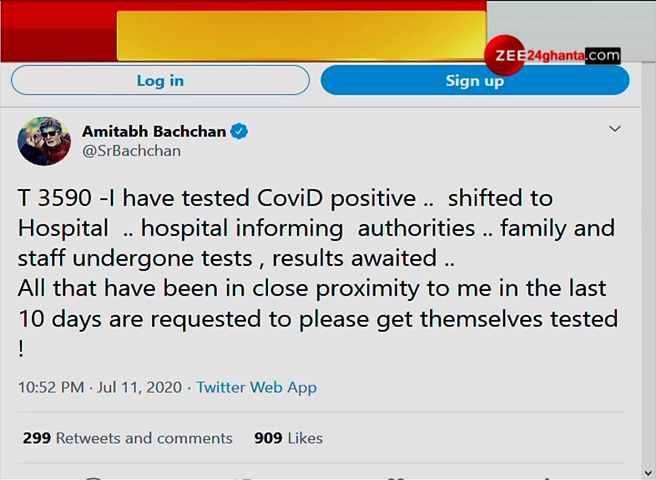 ZEE24ghanta.com
Log in
Sign up
Amitabh Bachchan
@SrBachchan
T 3590 -I have tested CoviD positive .. shifted to
Hospital .. hospital informing authorities .. family and
staff undergone tests , results awaited ..
All that have been in close proximity to me in the last
10 days are requested to please get themselves tested
!
10:52 PM · Jul 11, 2020 · Twitter Web App
299 Retweets and comments 909 Likes